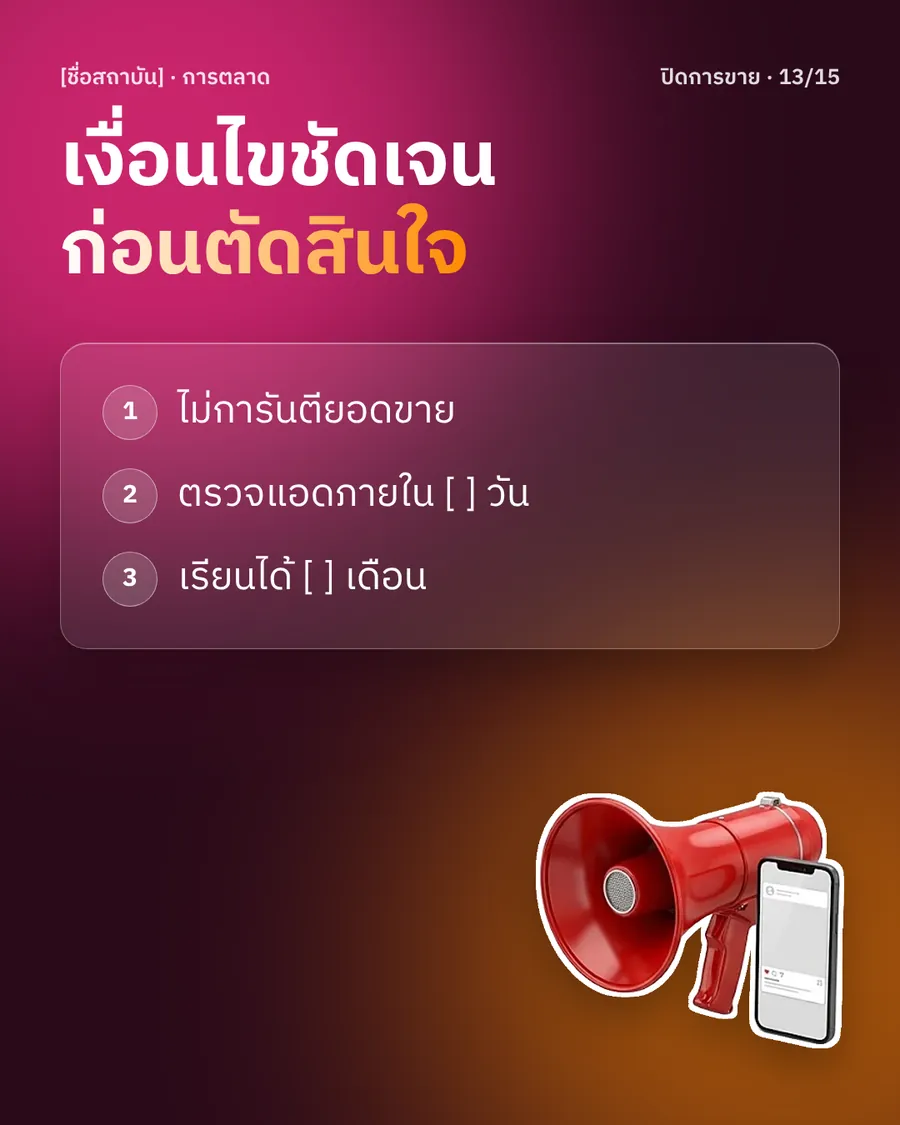 [ชื่อสถาบัน] · การตลาด
ปิดการขาย · 13/15
เงื่อนไขชัดเจน
ก่อนตัดสินใจ
1 ไม่การันตียอดขาย
2 ตรวจแอดภายใน [ ] วัน
3 เรียนได้ [ ] เดือน